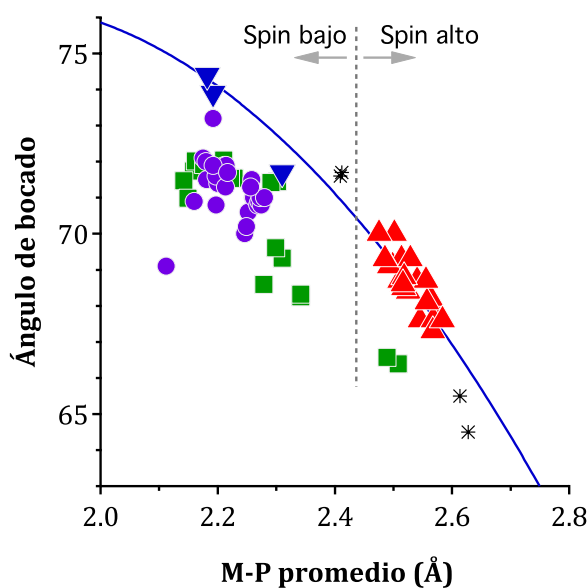 Spin bajo Spin alto
75
70
65
Ángulo de bocado
2.0 2.2 2.4 2.6 2.8
M-P promedio (Å)